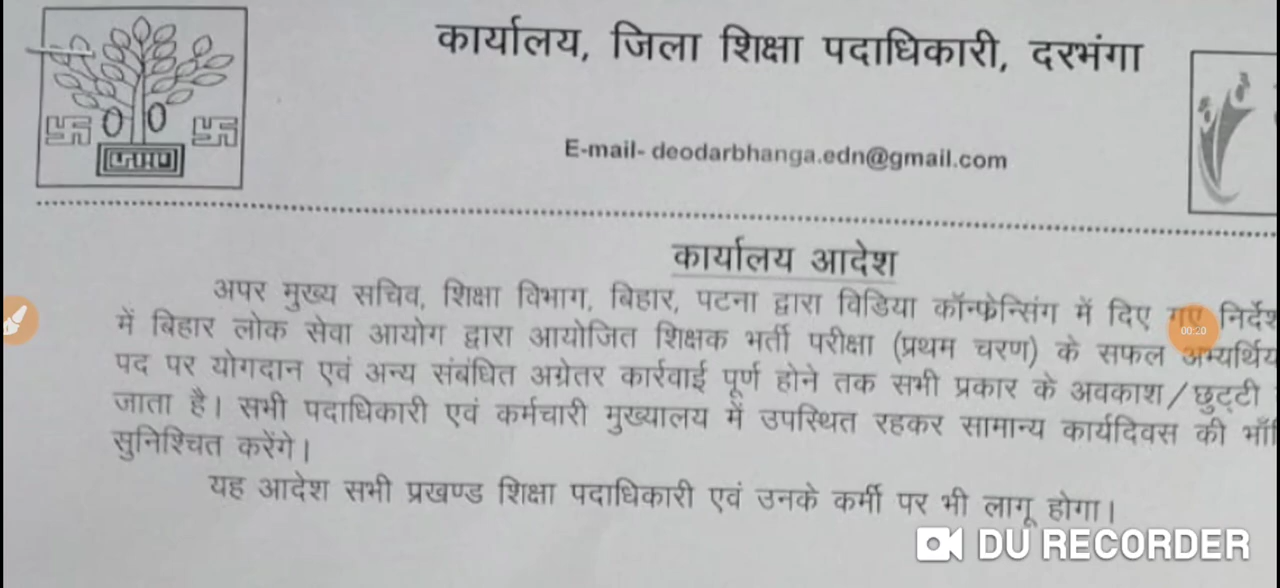 कार्यालय, जिला शिक्षा पदाधिकारी, दरभंगा
E-mail- deodarbhanga.edn@gmail.com
कार्यालय आदेश
अपर मुख्य सचिव, शिक्षा विभाग, बिहार, पटना द्वारा विडिया कॉन्फ्रेन्सिंग में दिए गए
में बिहार लोक सेवा आयोग द्वारा आयोजित शिक्षक भर्ती परीक्षा (प्रथम चरण) के सफल
पद पर योगदान एवं अन्य संबंधित अग्रेतर कार्रवाई पूर्ण होने तक सभी प्रकार के अवकाश/छुट्टी
जाता है। सभी पदाधिकारी एवं कर्मचारी मुख्यालय में उपस्थित रहकर सामान्य कार्यदिवस की
सुनिश्चित करेंगे।
यह आदेश सभी प्रखण्ड शिक्षा पदाधिकारी एवं उनके कर्मी पर भी लागू होगा।
00:20
DU RECORDER